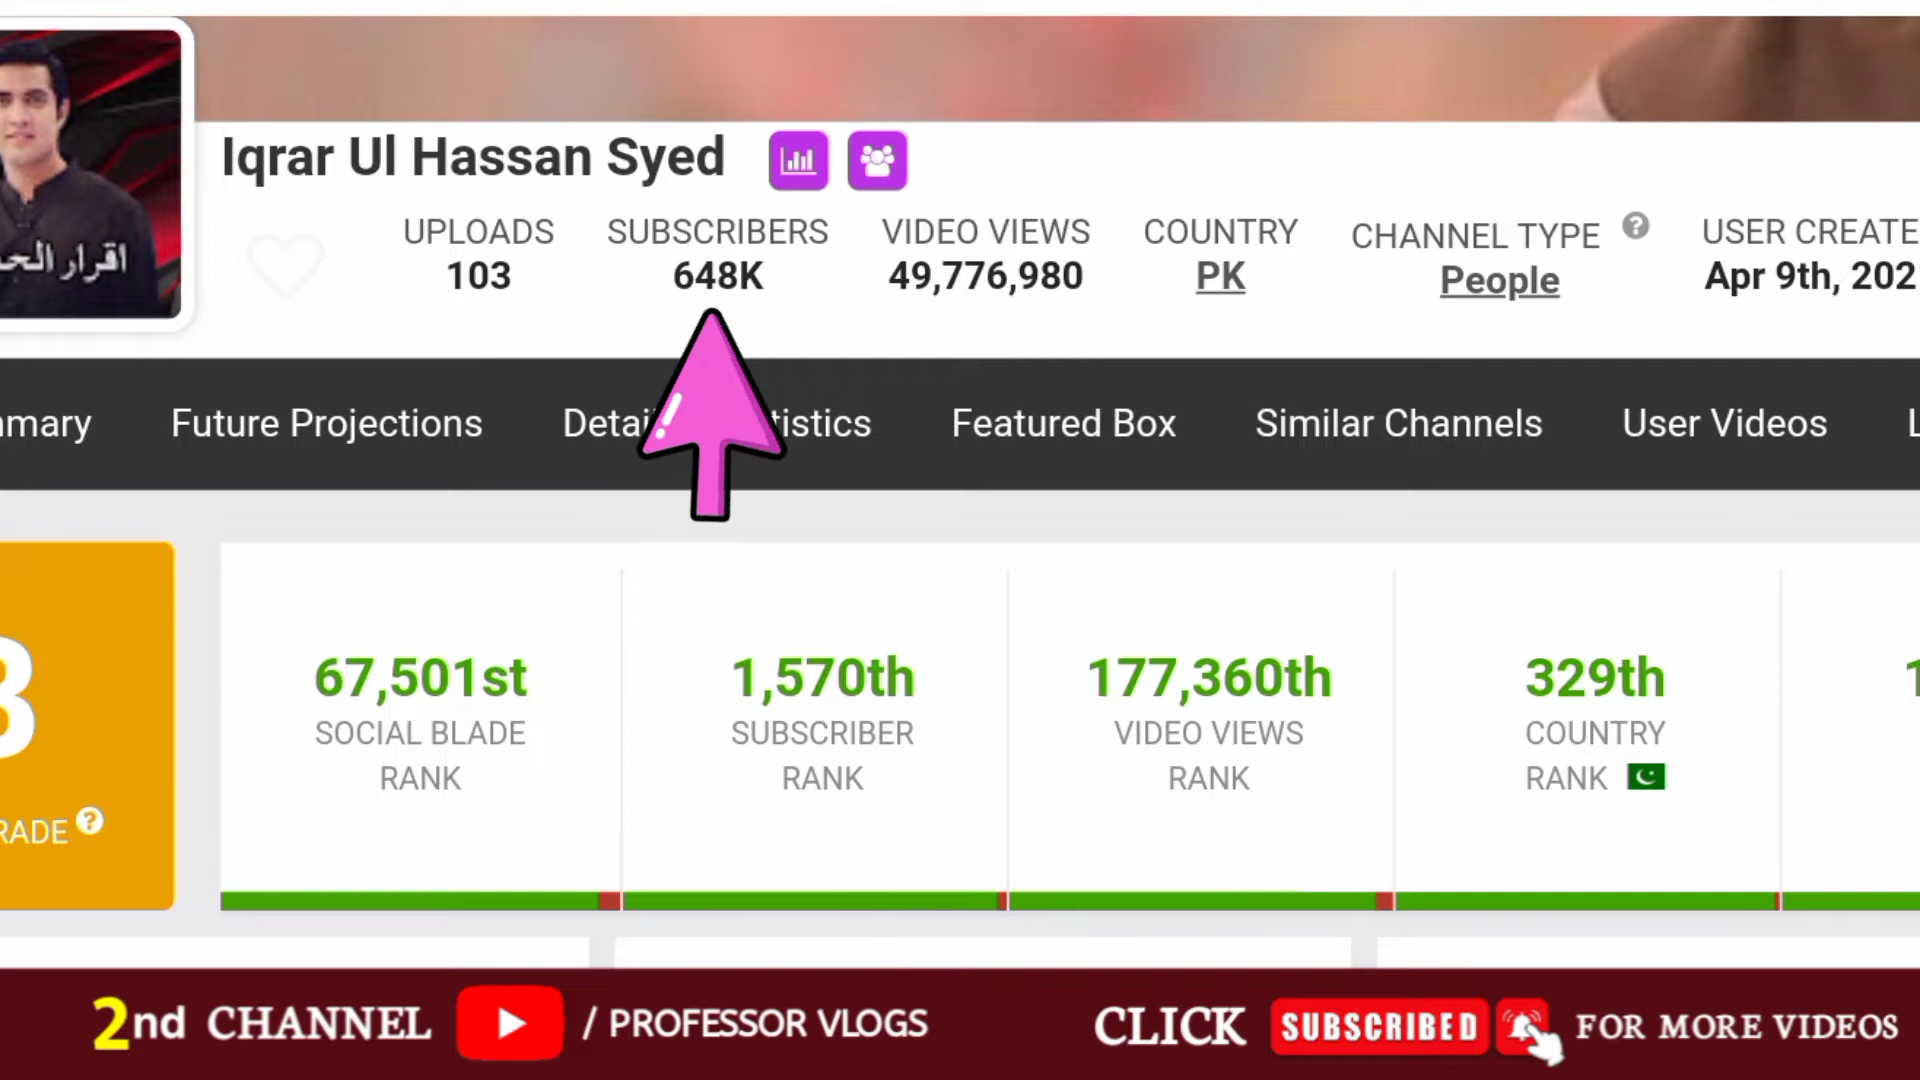 Iqrar Ul Hassan Syed
UPLOADS
103
SUBSCRIBERS
648K
VIDEO VIEWS
49,776,980
COUNTRY
PK
CHANNEL TYPE
People
USER CREATE
Apr 9th, 202
اقرار الحس
mmary
Future Projections
Featured Box
Similar Channels
User Videos
67,501st
SOCIAL BLADE
RANK
1,570th
SUBSCRIBER
RANK
177,360th
VIDEO VIEWS
RANK
329th
COUNTRY
RANK
RADE
2nd CHANNEL / PROFESSOR VLOGS
CLICK SUBSCRIBED FOR MORE VIDEOS